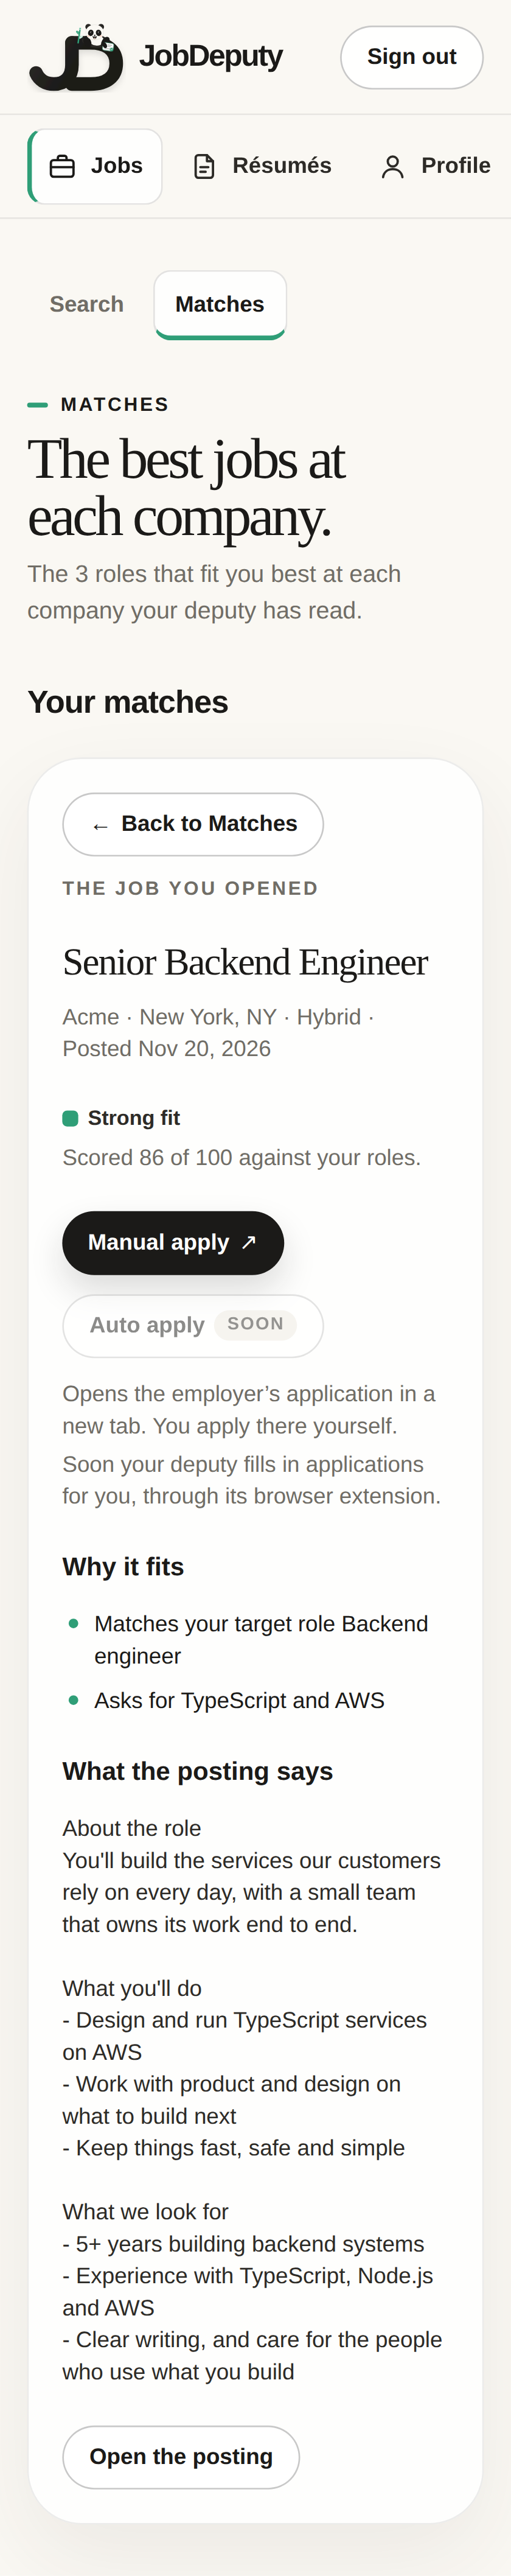 JobDeputy
Sign out
Jobs
Résumés
Profile
Search
Matches
MATCHES
The best jobs at
each company.
The 3 roles that fit you best at each
company your deputy has read.
Your matches
← Back to Matches
THE JOB YOU OPENED
Senior Backend Engineer
Acme · New York, NY · Hybrid ·
Posted Nov 20, 2026
Strong fit
Scored 86 of 100 against your roles.
Manual apply ↗
Auto apply SOON
Opens the employer’s application in a
new tab. You apply there yourself.
Soon your deputy fills in applications
for you, through its browser extension.
Why it fits
Matches your target role Backend
engineer
Asks for TypeScript and AWS
What the posting says
About the role
You'll build the services our customers
rely on every day, with a small team
that owns its work end to end.
What you'll do
- Design and run TypeScript services
on AWS
- Work with product and design on
what to build next
- Keep things fast, safe and simple
What we look for
- 5+ years building backend systems
- Experience with TypeScript, Node.js
and AWS
- Clear writing, and care for the people
who use what you build
Open the posting